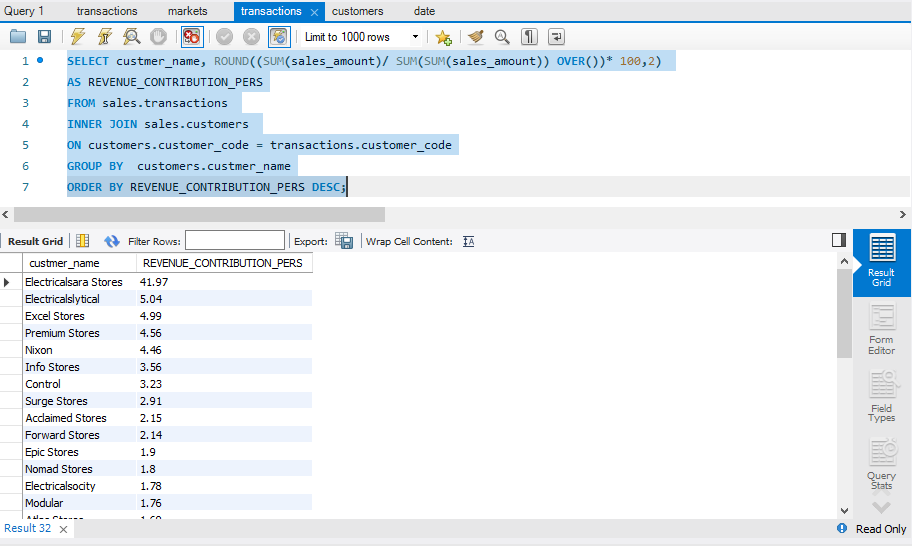 Query 1 transactions markets transactions customers date
Limit to 1000 rows
1 SELECT custmer_name, ROUND((SUM(sales_amount)/ SUM(SUM(sales_amount)) OVER())* 100,2)
2 AS REVENUE_CONTRIBUTION_PERS
3 FROM sales.transactions
4 INNER JOIN sales.customers
5 ON customers.customer_code = transactions.customer_code
6 GROUP BY  customers.custmer_name
7 ORDER BY REVENUE_CONTRIBUTION_PERS DESC;
Result Grid Filter Rows: Export: Wrap Cell Content:
custmer_name REVENUE_CONTRIBUTION_PERS
Electricalsara Stores 41.97
Electricalslytical 5.04
Excel Stores 4.99
Premium Stores 4.56
Nixon 4.46
Info Stores 3.56
Control 3.23
Surge Stores 2.91
Acclaimed Stores 2.15
Forward Stores 2.14
Epic Stores 1.9
Nomad Stores 1.8
Electricalsocity 1.78
Modular 1.76
Result
Grid
Form
Editor
Field
Types
Query
Stats
Result 32
Read Only